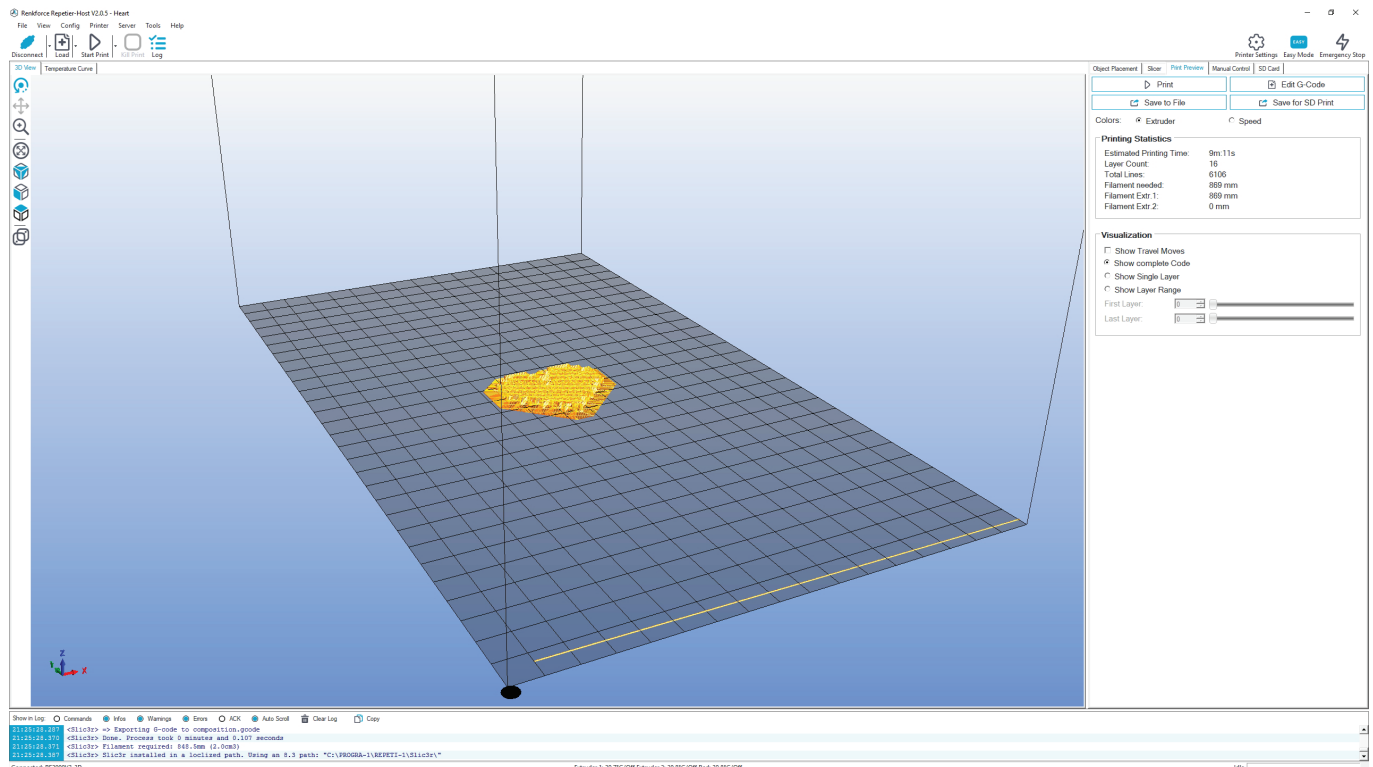 Renkforce Repetier-Host V2.0.5 - Heart
File View Config Printer Server Tools Help
Disconnect Load Start Print Kill Print Log
Printer Settings Easy Mode Emergency Stop
EASY
3D View Temperature Curve
Object Placement Slicer Print Preview Manual Control SD Card
Print Edit G-Code
Save to File Save for SD Print
Colors: Extruder Speed
Printing Statistics
Estimated Printing Time: 9m:11s
Layer Count: 16
Total Lines: 6106
Filament needed: 869 mm
Filament Extr.1: 869 mm
Filament Extr.2: 0 mm
Visualization
Show Travel Moves
Show complete Code
Show Single Layer
Show Layer Range
First Layer: 0
Last Layer: 0
Z
X
Show in Log: Commands Infos Warnings Errors ACK Auto Scroll Clear Log Copy
21:25:28.287 <Slic3r> => Exporting G-code to composition.gcode
21:25:28.370 <Slic3r> Done. Process took 0 minutes and 0.107 seconds
21:25:28.371 <Slic3r> Filament required: 848.5mm (2.0cm3)
21:25:28.387 <Slic3r> Slic3r installed in a loclized path. Using an 8.3 path: "C:\PROGRA~1\REPETI~1\Slic3r\"